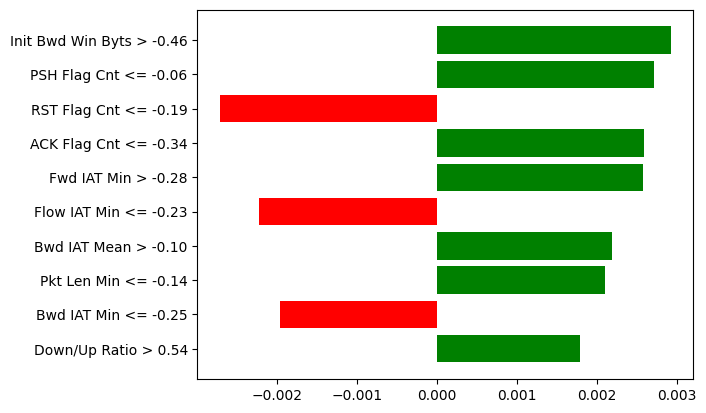 Init Bwd Win Byts > -0.46
PSH Flag Cnt <= -0.06
RST Flag Cnt <= -0.19
ACK Flag Cnt <= -0.34
Fwd IAT Min > -0.28
Flow IAT Min <= -0.23
Bwd IAT Mean > -0.10
Pkt Len Min <= -0.14
Bwd IAT Min <= -0.25
Down/Up Ratio > 0.54
−0.002 −0.001 0.000 0.001 0.002 0.003